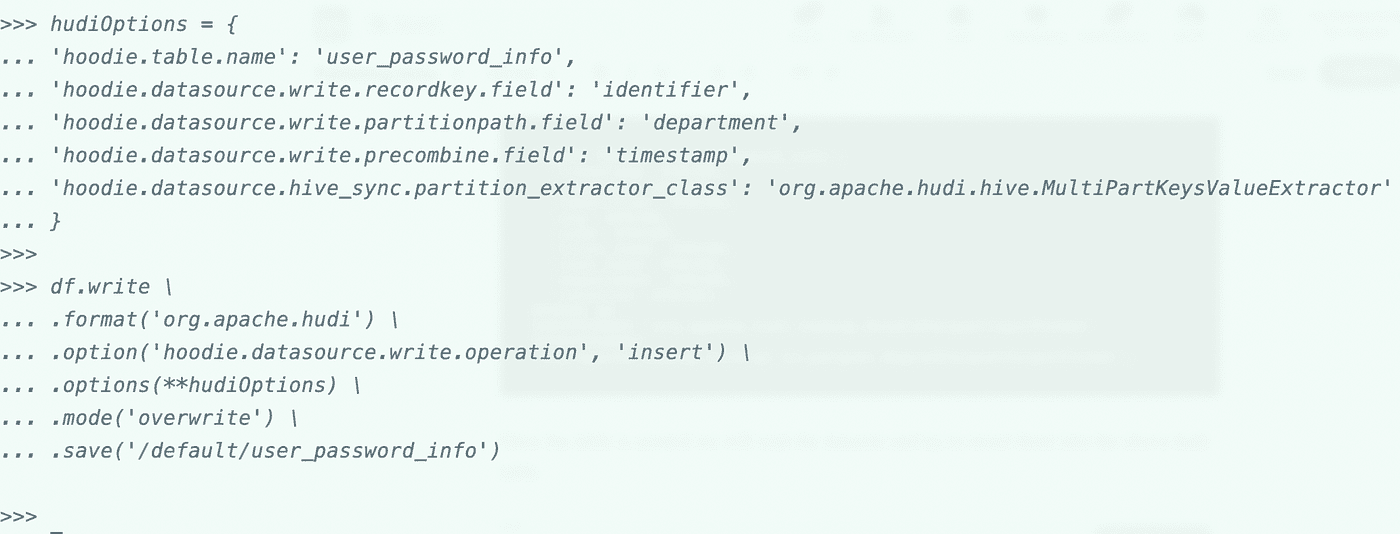 >>> hudiOptions = {
... 'hoodie.table.name': 'user_password_info',
... 'hoodie.datasource.write.recordkey.field': 'identifier',
... 'hoodie.datasource.write.partitionpath.field': 'department',
... 'hoodie.datasource.write.precombine.field': 'timestamp',
... 'hoodie.datasource.hive_sync.partition_extractor_class': 'org.apache.hudi.hive.MultiPartKeysValueExtractor'
... }
>>>
>>> df.write \
... .format('org.apache.hudi') \
... .option('hoodie.datasource.write.operation', 'insert') \
... .options(**hudiOptions) \
... .mode('overwrite') \
... .save('/default/user_password_info')
>>>